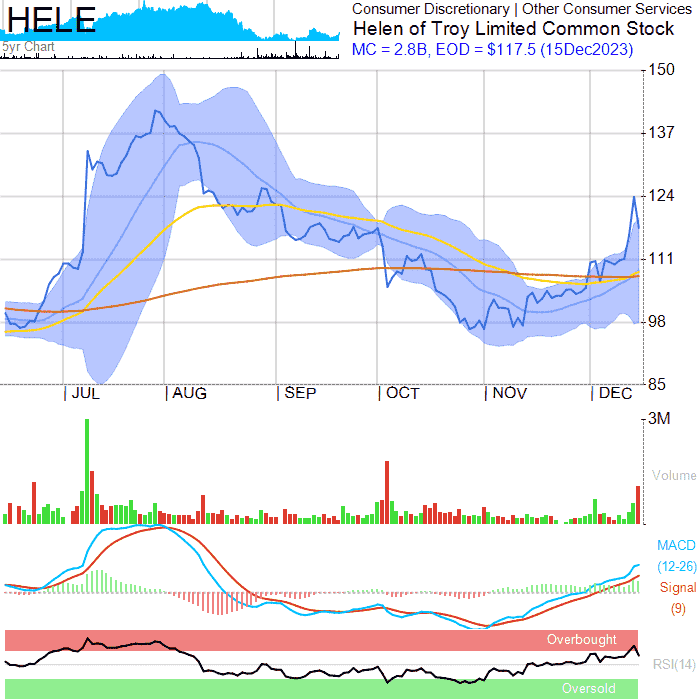 HELE
5yr Chart
Consumer Discretionary | Other Consumer Services
Helen of Troy Limited Common Stock
MC = 2.8B, EOD = $117.5 (15Dec2023)
150
137
124
111
98
85
JUL AUG SEP OCT NOV DEC
3M
Volume
MACD
(12-26)
Signal
(9)
Overbought
RSI(14)
Oversold